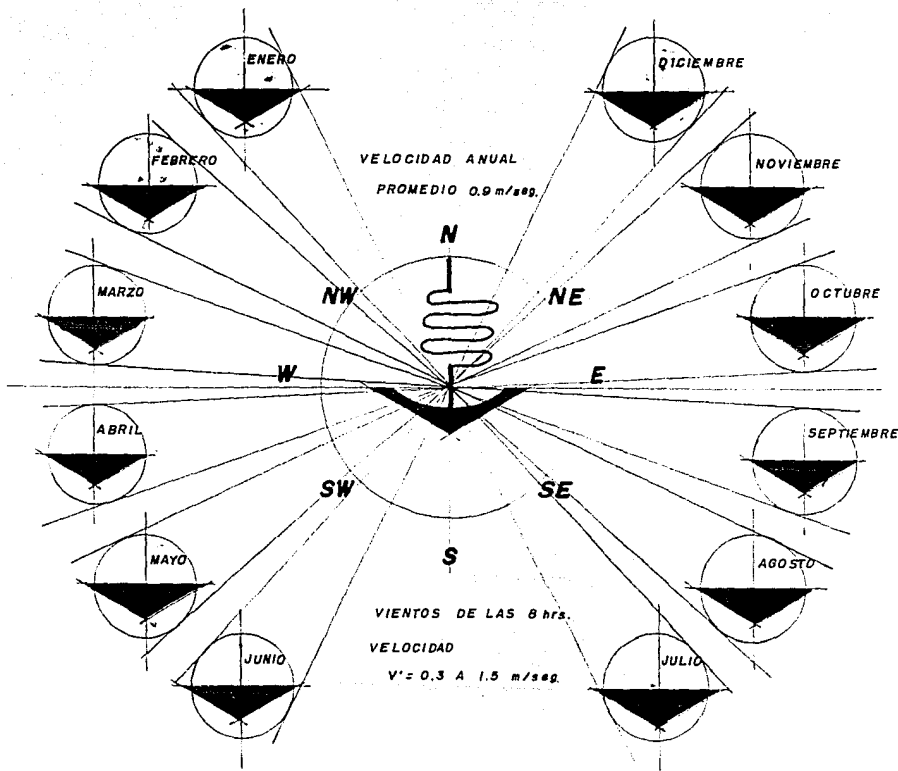 ENERO
DICIEMBRE
FEBRERO
VELOCIDAD ANUAL
PROMEDIO 0.9 m/seg.
NOVIEMBRE
N
MARZO
NW
NE
OCTUBRE
W
E
ABRIL
SEPTIEMBRE
SW
SE
S
MAYO
AGOSTO
VIENTOS DE LAS 8 hrs.
VELOCIDAD
V'= 0.3 A 1.5 m/seg.
JUNIO
JULIO